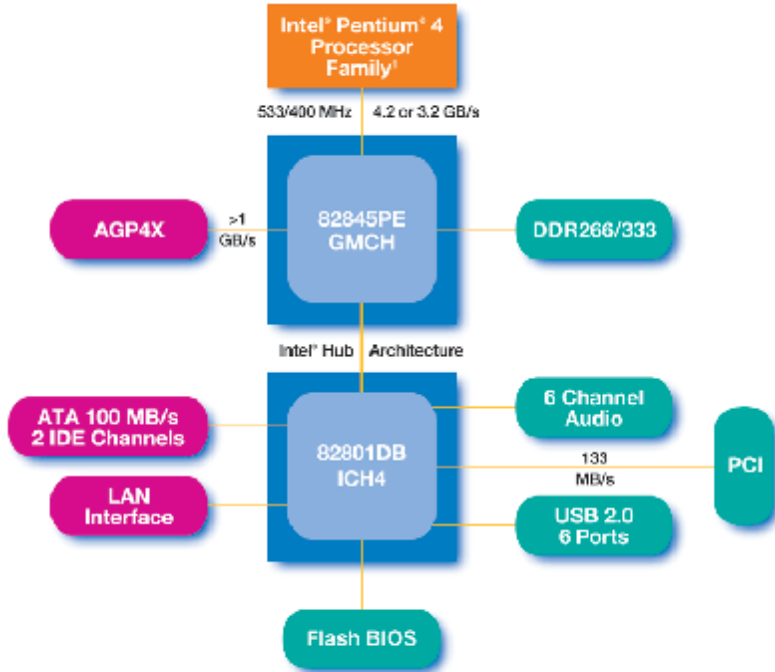 Intel® Pentium® 4
Processor
Family¹
533/400 MHz
4.2 or 3.2 GB/s
AGP4X
>1
GB/s
82845PE
GMCH
DDR266/333
Intel® Hub
Architecture
ATA 100 MB/s
2 IDE Channels
6 Channel
Audio
82801DB
ICH4
133
MB/s
PCI
LAN
Interface
USB 2.0
6 Ports
Flash BIOS